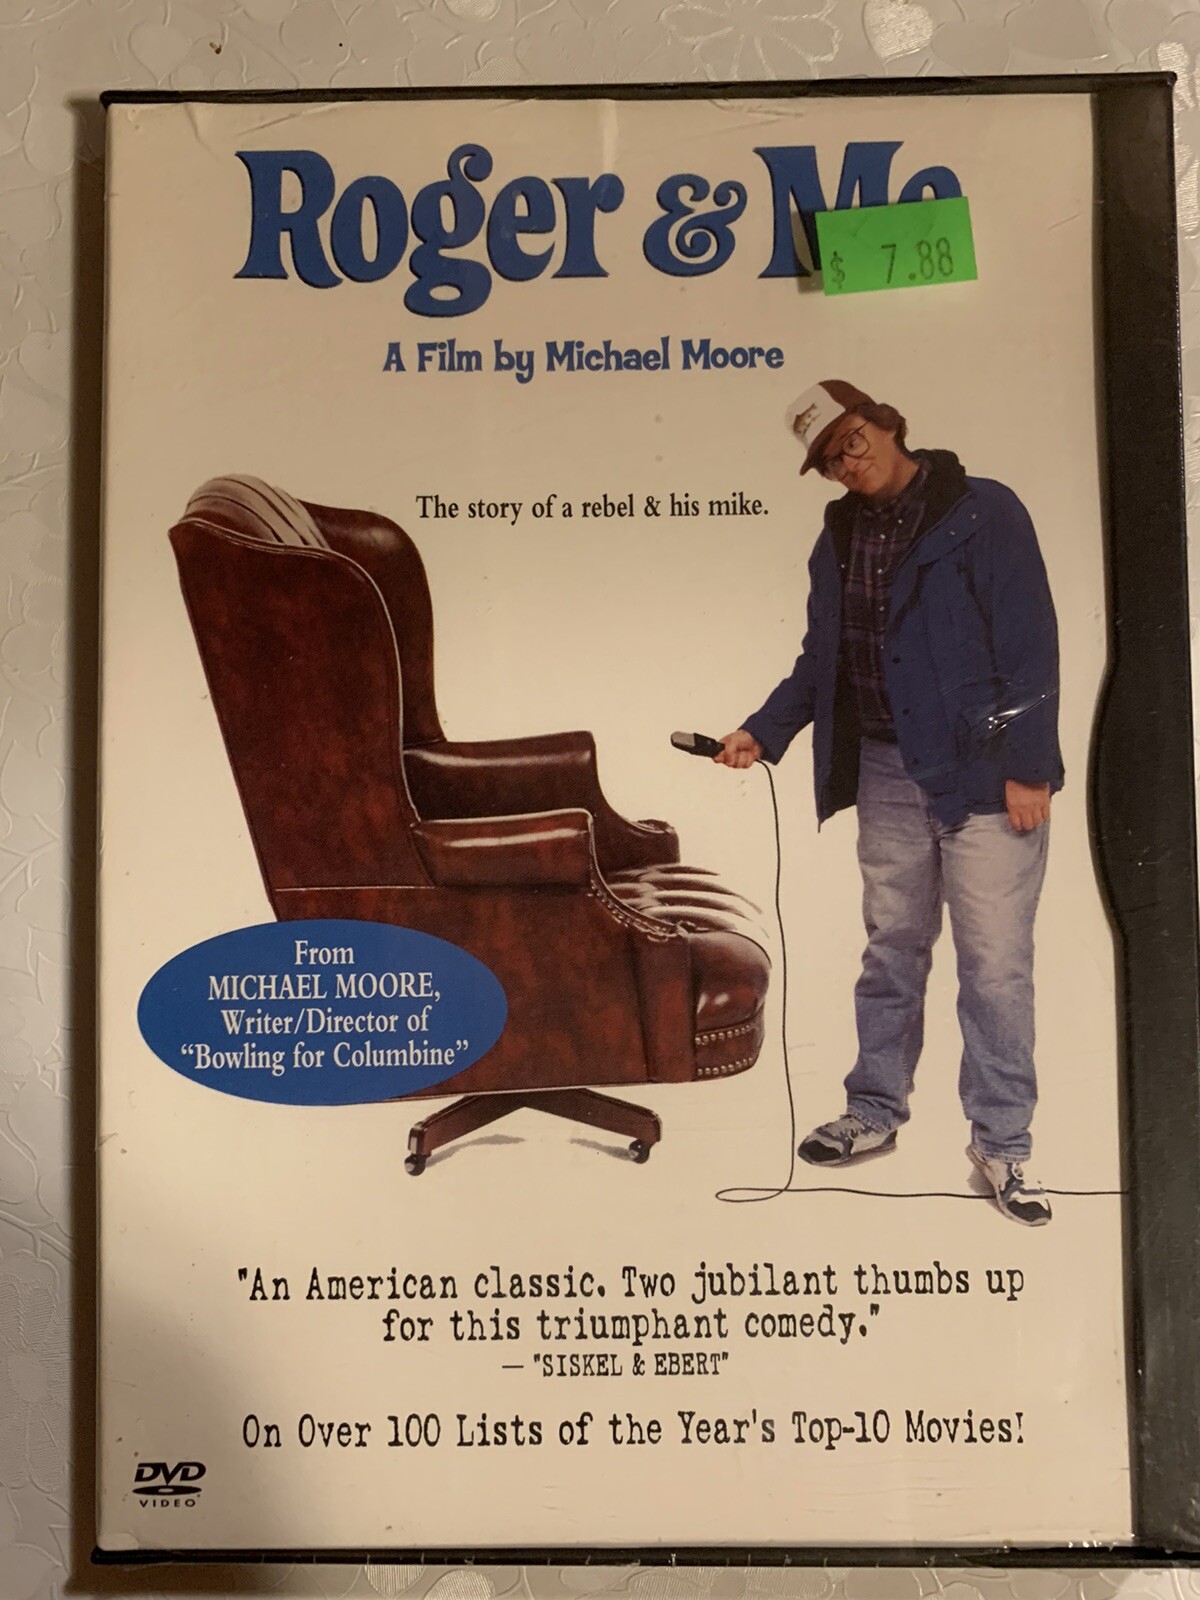 Roger & Me
$ 7.88
A Film by Michael Moore
The story of a rebel & his mike.
From
MICHAEL MOORE,
Writer/Director of
“Bowling for Columbine”
"An American classic. Two jubilant thumbs up
for this triumphant comedy."
— "SISKEL & EBERT"
On Over 100 Lists of the Year's Top-10 Movies!
DVD
VIDEO